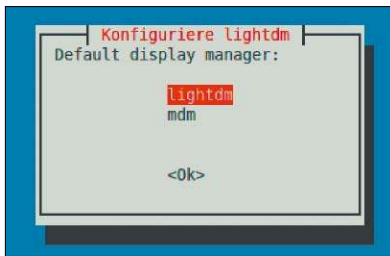 Konfiguriere lightdm
Default display manager:
lightdm
mdm
<Ok>